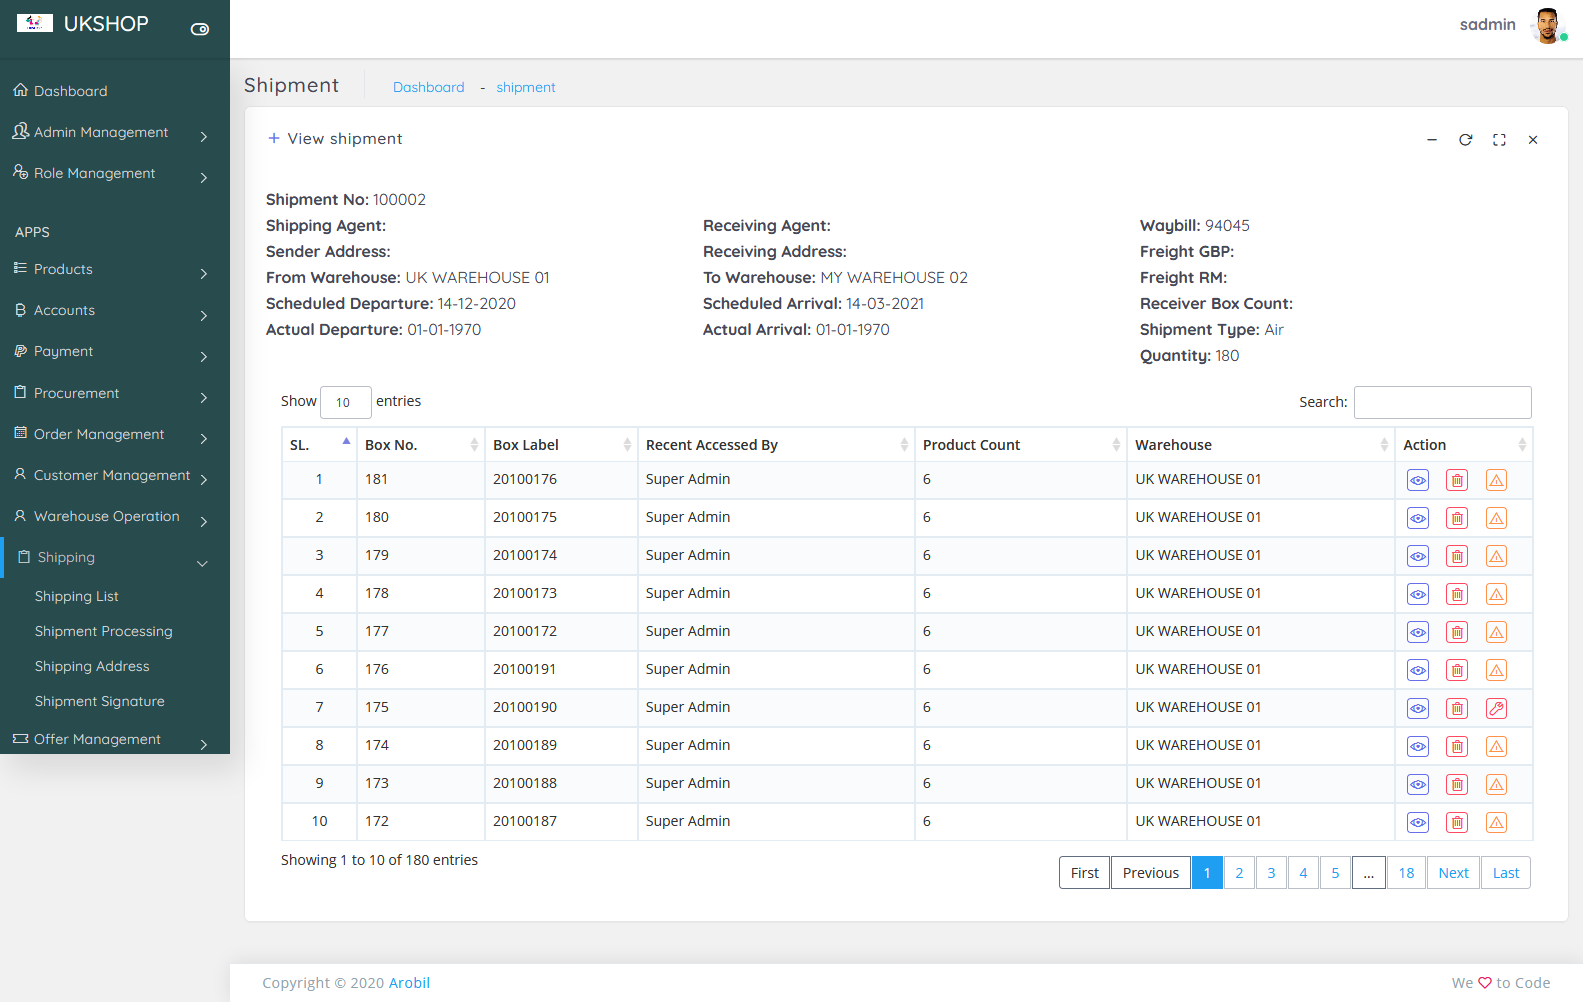 UKSHOP
sadmin
Dashboard
Admin Management
Role Management
APPS
Products
Accounts
Payment
Procurement
Order Management
Customer Management
Warehouse Operation
Shipping
Shipping List
Shipment Processing
Shipping Address
Shipment Signature
Offer Management
Shipment Dashboard - shipment
+ View shipment
Shipment No: 100002
Shipping Agent: Receiving Agent: Waybill: 94045
Sender Address: Receiving Address: Freight GBP:
From Warehouse: UK WAREHOUSE 01 To Warehouse: MY WAREHOUSE 02 Freight RM:
Scheduled Departure: 14-12-2020 Scheduled Arrival: 14-03-2021 Receiver Box Count:
Actual Departure: 01-01-1970 Actual Arrival: 01-01-1970 Shipment Type: Air
Quantity: 180
Show 10 entries Search:
SL. Box No. Box Label Recent Accessed By Product Count Warehouse Action
1 181 20100176 Super Admin 6 UK WAREHOUSE 01
2 180 20100175 Super Admin 6 UK WAREHOUSE 01
3 179 20100174 Super Admin 6 UK WAREHOUSE 01
4 178 20100173 Super Admin 6 UK WAREHOUSE 01
5 177 20100172 Super Admin 6 UK WAREHOUSE 01
6 176 20100191 Super Admin 6 UK WAREHOUSE 01
7 175 20100190 Super Admin 6 UK WAREHOUSE 01
8 174 20100189 Super Admin 6 UK WAREHOUSE 01
9 173 20100188 Super Admin 6 UK WAREHOUSE 01
10 172 20100187 Super Admin 6 UK WAREHOUSE 01
Showing 1 to 10 of 180 entries First Previous 1 2 3 4 5 ... 18 Next Last
Copyright © 2020 Arobil We ♡ to Code